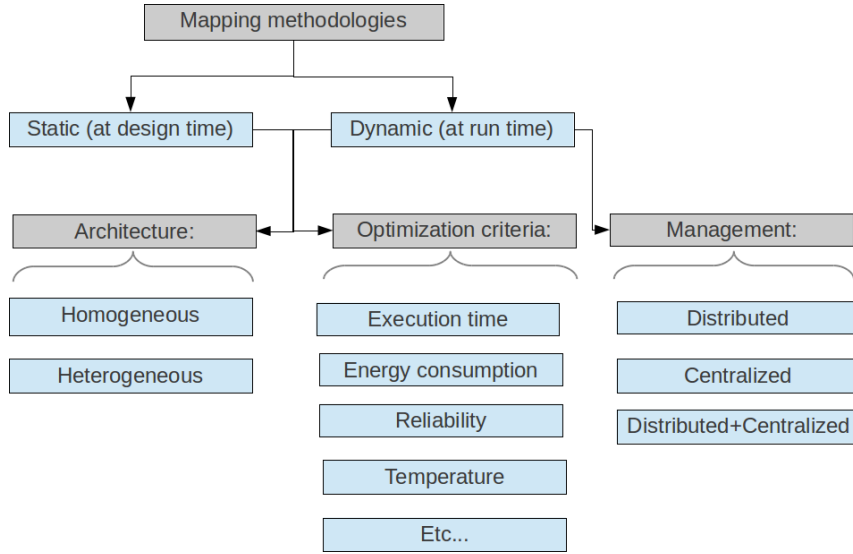 Mapping methodologies
Static (at design time)
Dynamic (at run time)
Architecture:
Optimization criteria:
Management:
Homogeneous
Heterogeneous
Execution time
Energy consumption
Reliability
Temperature
Etc...
Distributed
Centralized
Distributed+Centralized